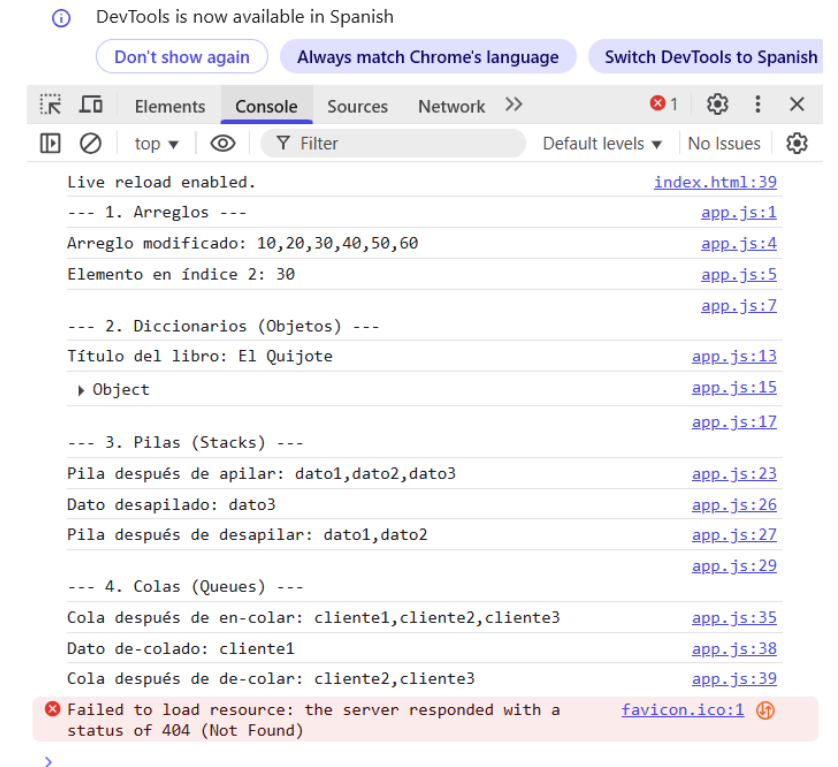 DevTools is now available in Spanish
Don't show again Always match Chrome's language Switch DevTools to Spanish
Elements Console Sources Network 1
top Filter Default levels No Issues
Live reload enabled. index.html:39
--- 1. Arreglos --- app.js:1
Arreglo modificado: 10,20,30,40,50,60 app.js:4
Elemento en índice 2: 30 app.js:5
app.js:7
--- 2. Diccionarios (Objetos) ---
Título del libro: El Quijote app.js:13
Object app.js:15
app.js:17
--- 3. Pilas (Stacks) ---
Pila después de apilar: dato1,dato2,dato3 app.js:23
Dato desapilado: dato3 app.js:26
Pila después de desapilar: dato1,dato2 app.js:27
app.js:29
--- 4. Colas (Queues) ---
Cola después de en-colar: cliente1,cliente2,cliente3 app.js:35
Dato de-colado: cliente1 app.js:38
Cola después de de-colar: cliente2,cliente3 app.js:39
Failed to load resource: the server responded with a favicon.ico:1
status of 404 (Not Found)